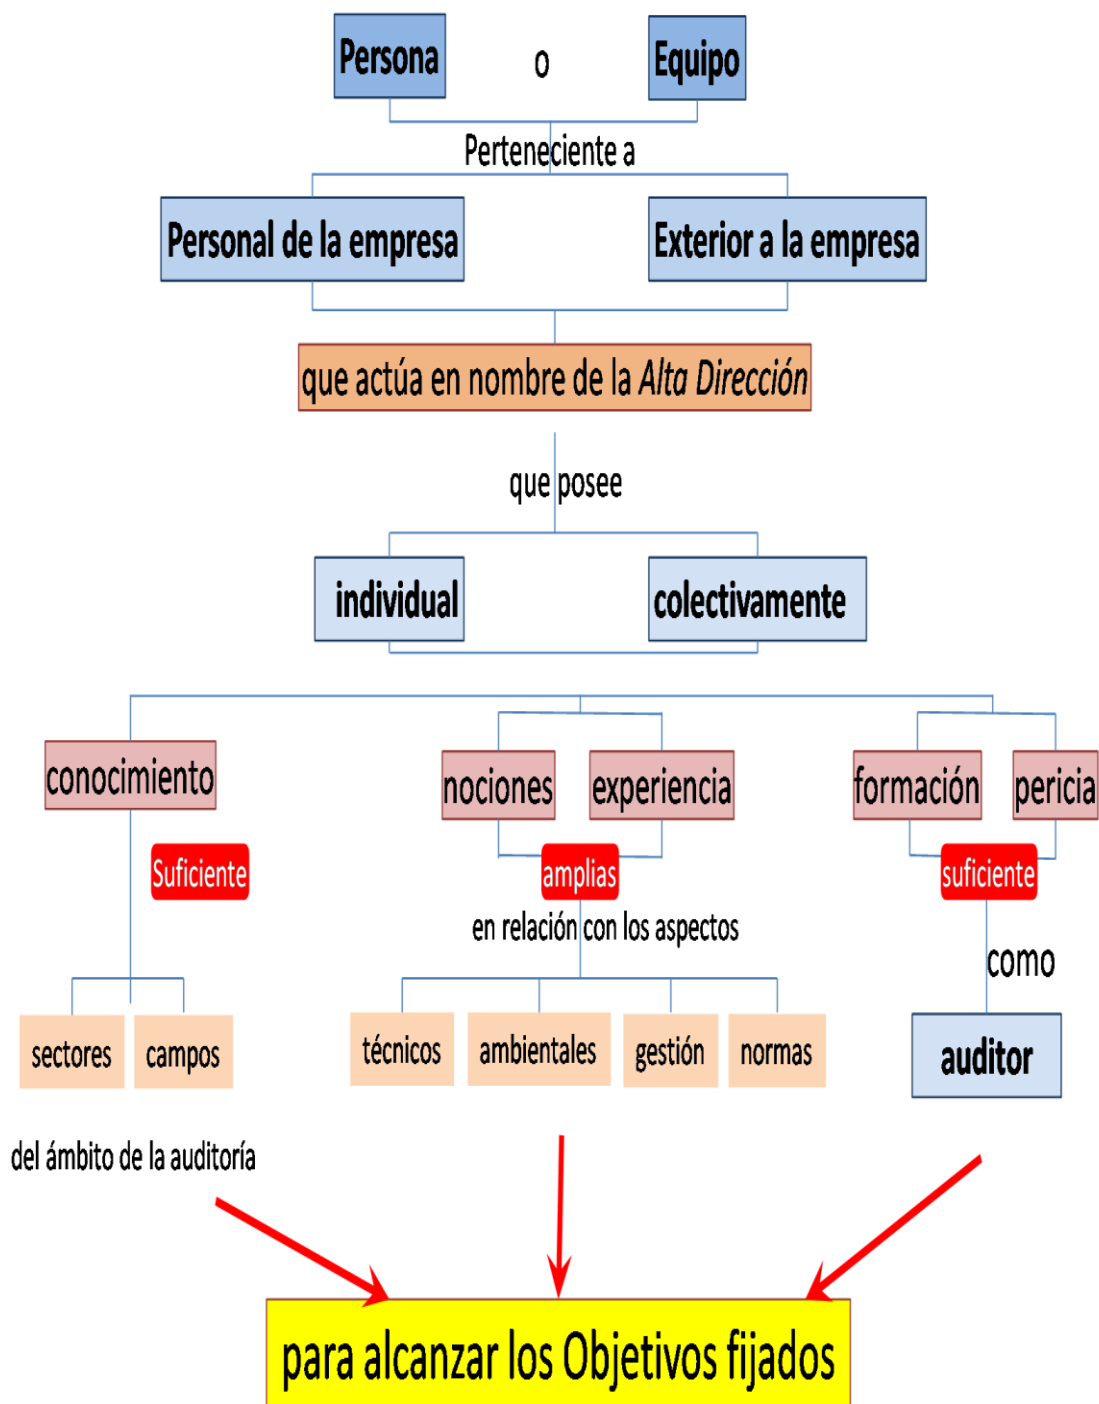 Persona
o
Equipo
Perteneciente a
Personal de la empresa
Exterior a la empresa
que actúa en nombre de la Alta Dirección
que posee
individual
colectivamente
conocimiento
nociones
experiencia
formación
pericia
Suficiente
amplias
suficiente
en relación con los aspectos
como
sectores
campos
técnicos
ambientales
gestión
normas
auditor
del ámbito de la auditoría
para alcanzar los Objetivos fijados